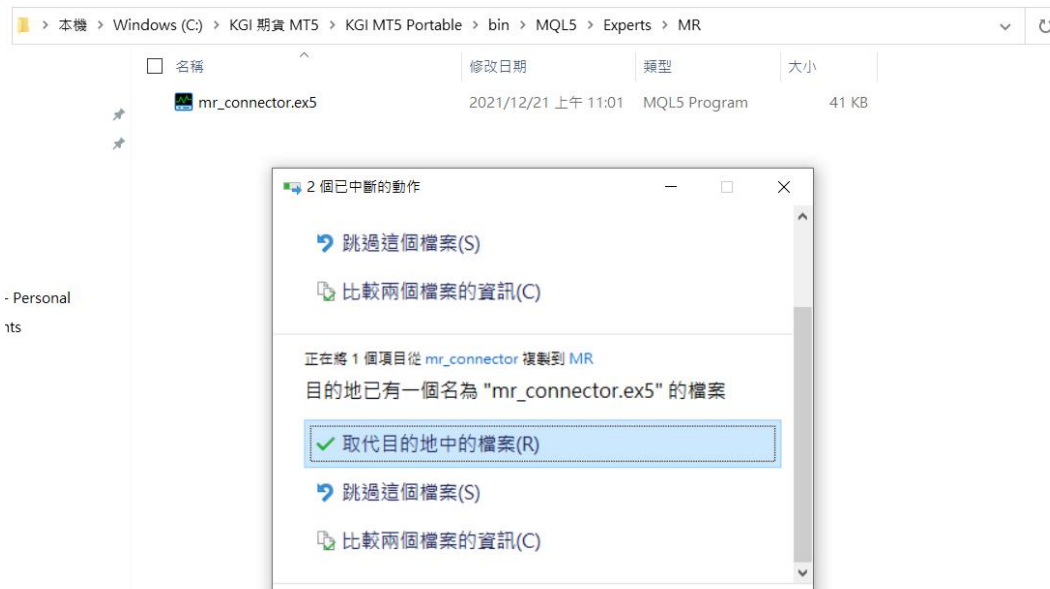 本機 > Windows (C:) > KGI 期貨 MT5 > KGI MT5 Portable > bin > MQL5 > Experts > MR
名稱 修改日期 類型 大小
mr_connector.ex5 2021/12/21 上午 11:01 MQL5 Program 41 KB
2 個已中斷的動作
跳過這個檔案(S)
比較兩個檔案的資訊(C)
- Personal
nts
正在將 1 個項目從 mr_connector 複製到 MR
目的地已有一個名為 "mr_connector.ex5" 的檔案
取代目的地中的檔案(R)
跳過這個檔案(S)
比較兩個檔案的資訊(C)